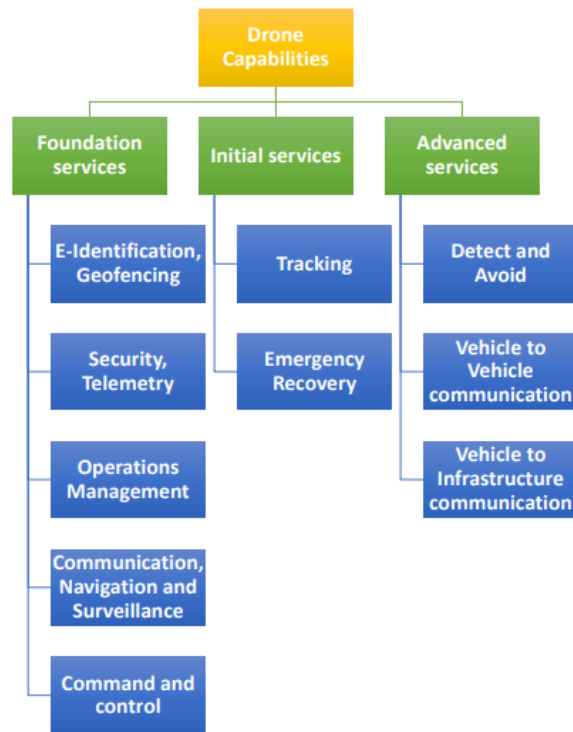 Drone
Capabilities
Foundation
services
Initial services
Advanced
services
E-Identification,
Geofencing
Security,
Telemetry
Operations
Management
Communication,
Navigation and
Surveillance
Command and
control
Tracking
Emergency
Recovery
Detect and
Avoid
Vehicle to
Vehicle
communication
Vehicle to
Infrastructure
communication